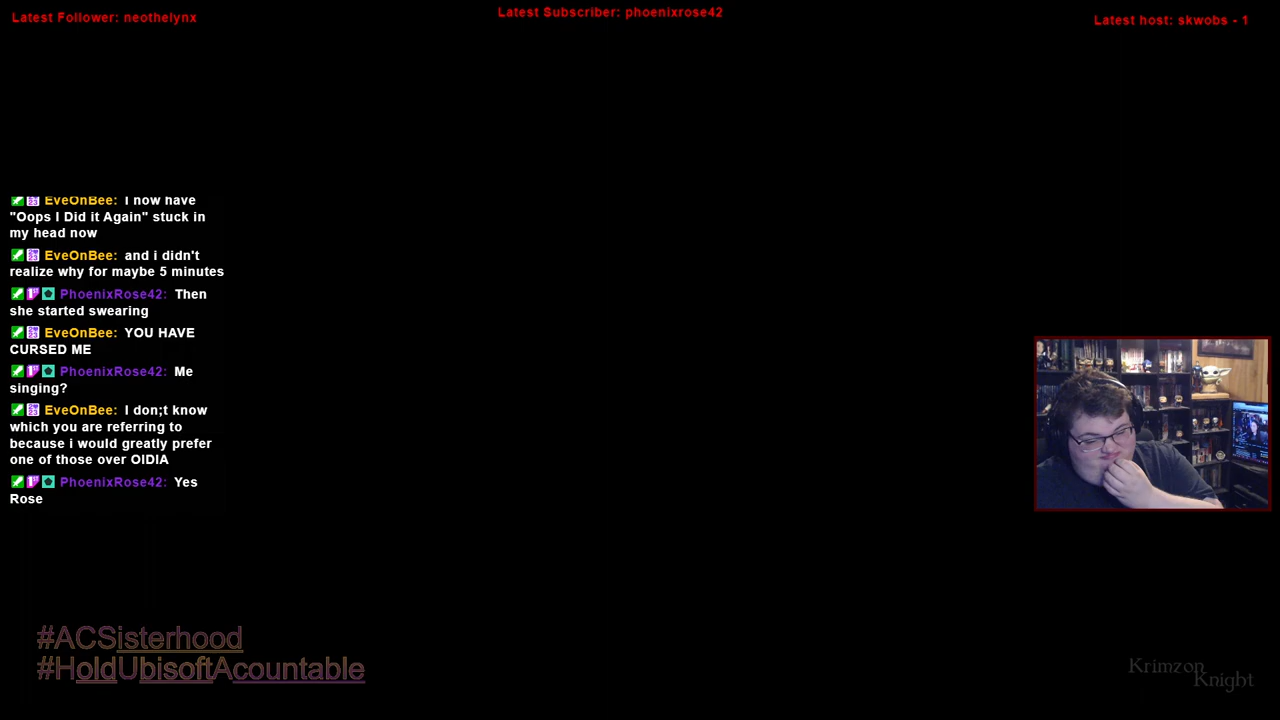 Latest Follower: neothelynx
Latest Subscriber: phoenixrose42
Latest host: skwobs - 1
EveOnBee: I now have
"Oops I Did it Again" stuck in
my head now
EveOnBee: and i didn't
realize why for maybe 5 minutes
PhoenixRose42: Then
she started swearing
EveOnBee: YOU HAVE
CURSED ME
PhoenixRose42: Me
singing?
EveOnBee: I don;t know
which you are referring to
because i would greatly prefer
one of those over OIDIA
PhoenixRose42: Yes
Rose
#ACSisterhood
#HoldUbisoftAcountable
Krimzon
Knight